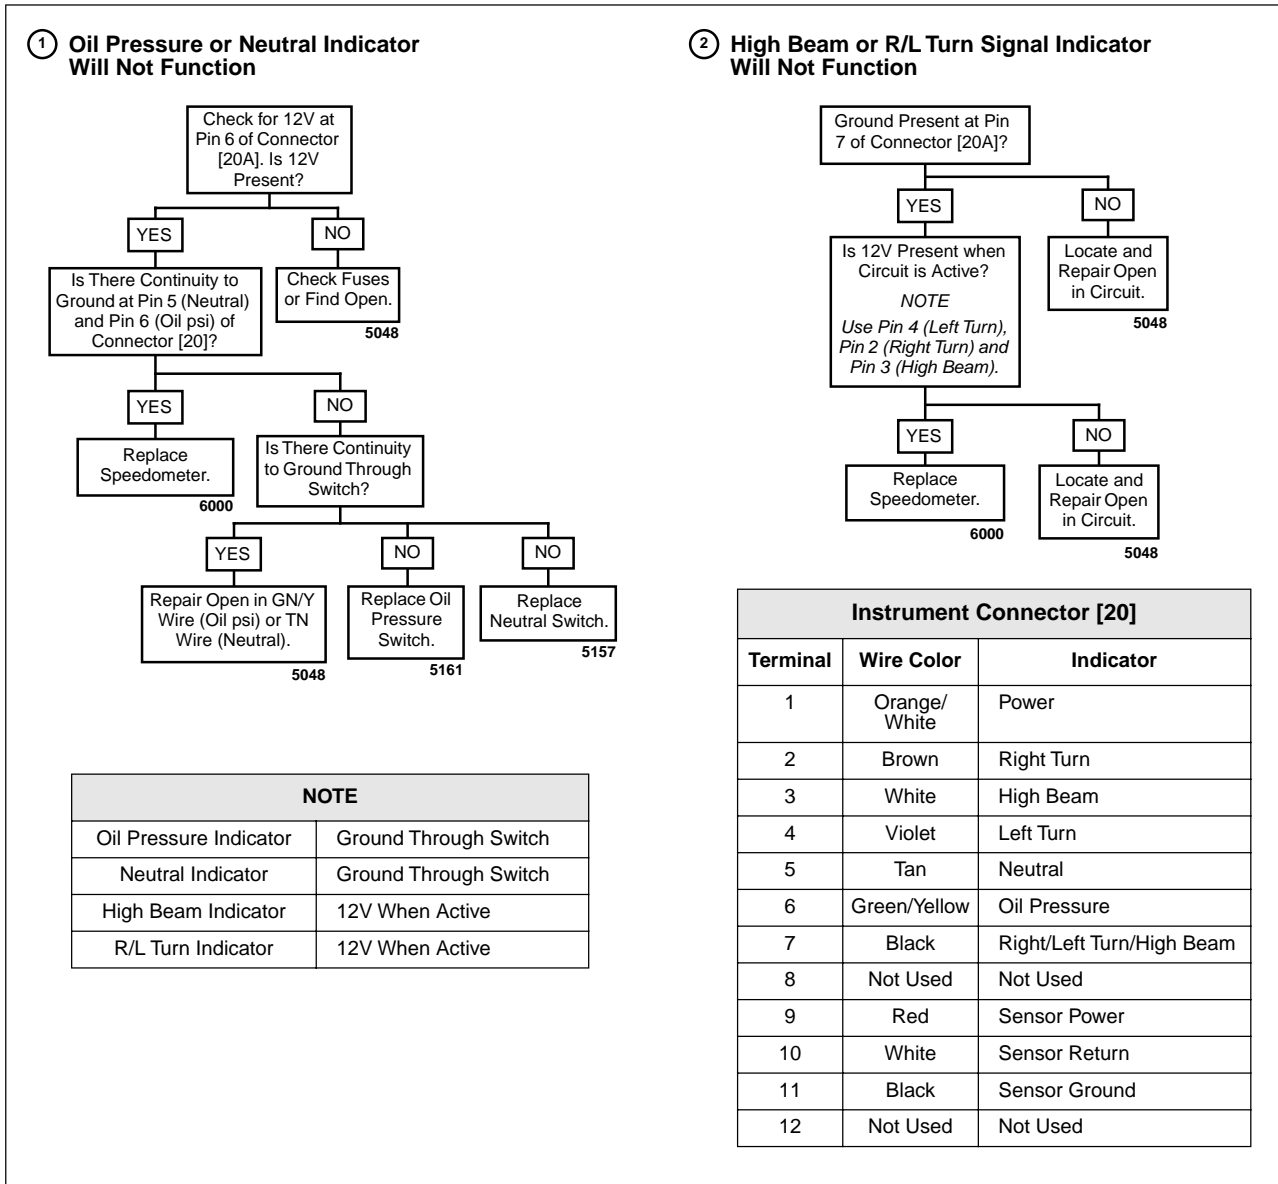 1 Oil Pressure or Neutral Indicator
Will Not Function
Check for 12V at
Pin 6 of Connector
[20A]. Is 12V
Present?
YES
NO
Is There Continuity to
Ground at Pin 5 (Neutral)
and Pin 6 (Oil psi) of
Connector [20]?
Check Fuses
or Find Open.
5048
YES
NO
Replace
Speedometer.
6000
Is There Continuity
to Ground Through
Switch?
YES
NO
NO
Repair Open in GN/Y
Wire (Oil psi) or TN
Wire (Neutral).
5048
Replace Oil
Pressure
Switch.
5161
Replace
Neutral Switch.
5157
NOTE
Oil Pressure Indicator Ground Through Switch
Neutral Indicator Ground Through Switch
High Beam Indicator 12V When Active
R/L Turn Indicator 12V When Active
2 High Beam or R/L Turn Signal Indicator
Will Not Function
Ground Present at Pin
7 of Connector [20A]?
YES
NO
Is 12V Present when
Circuit is Active?
NOTE
Use Pin 4 (Left Turn),
Pin 2 (Right Turn) and
Pin 3 (High Beam).
Locate and
Repair Open
in Circuit.
5048
YES
NO
Replace
Speedometer.
6000
Locate and
Repair Open
in Circuit.
5048
Instrument Connector [20]
Terminal Wire Color Indicator
1 Orange/ Power
White
2 Brown Right Turn
3 White High Beam
4 Violet Left Turn
5 Tan Neutral
6 Green/Yellow Oil Pressure
7 Black Right/Left Turn/High Beam
8 Not Used Not Used
9 Red Sensor Power
10 White Sensor Return
11 Black Sensor Ground
12 Not Used Not Used